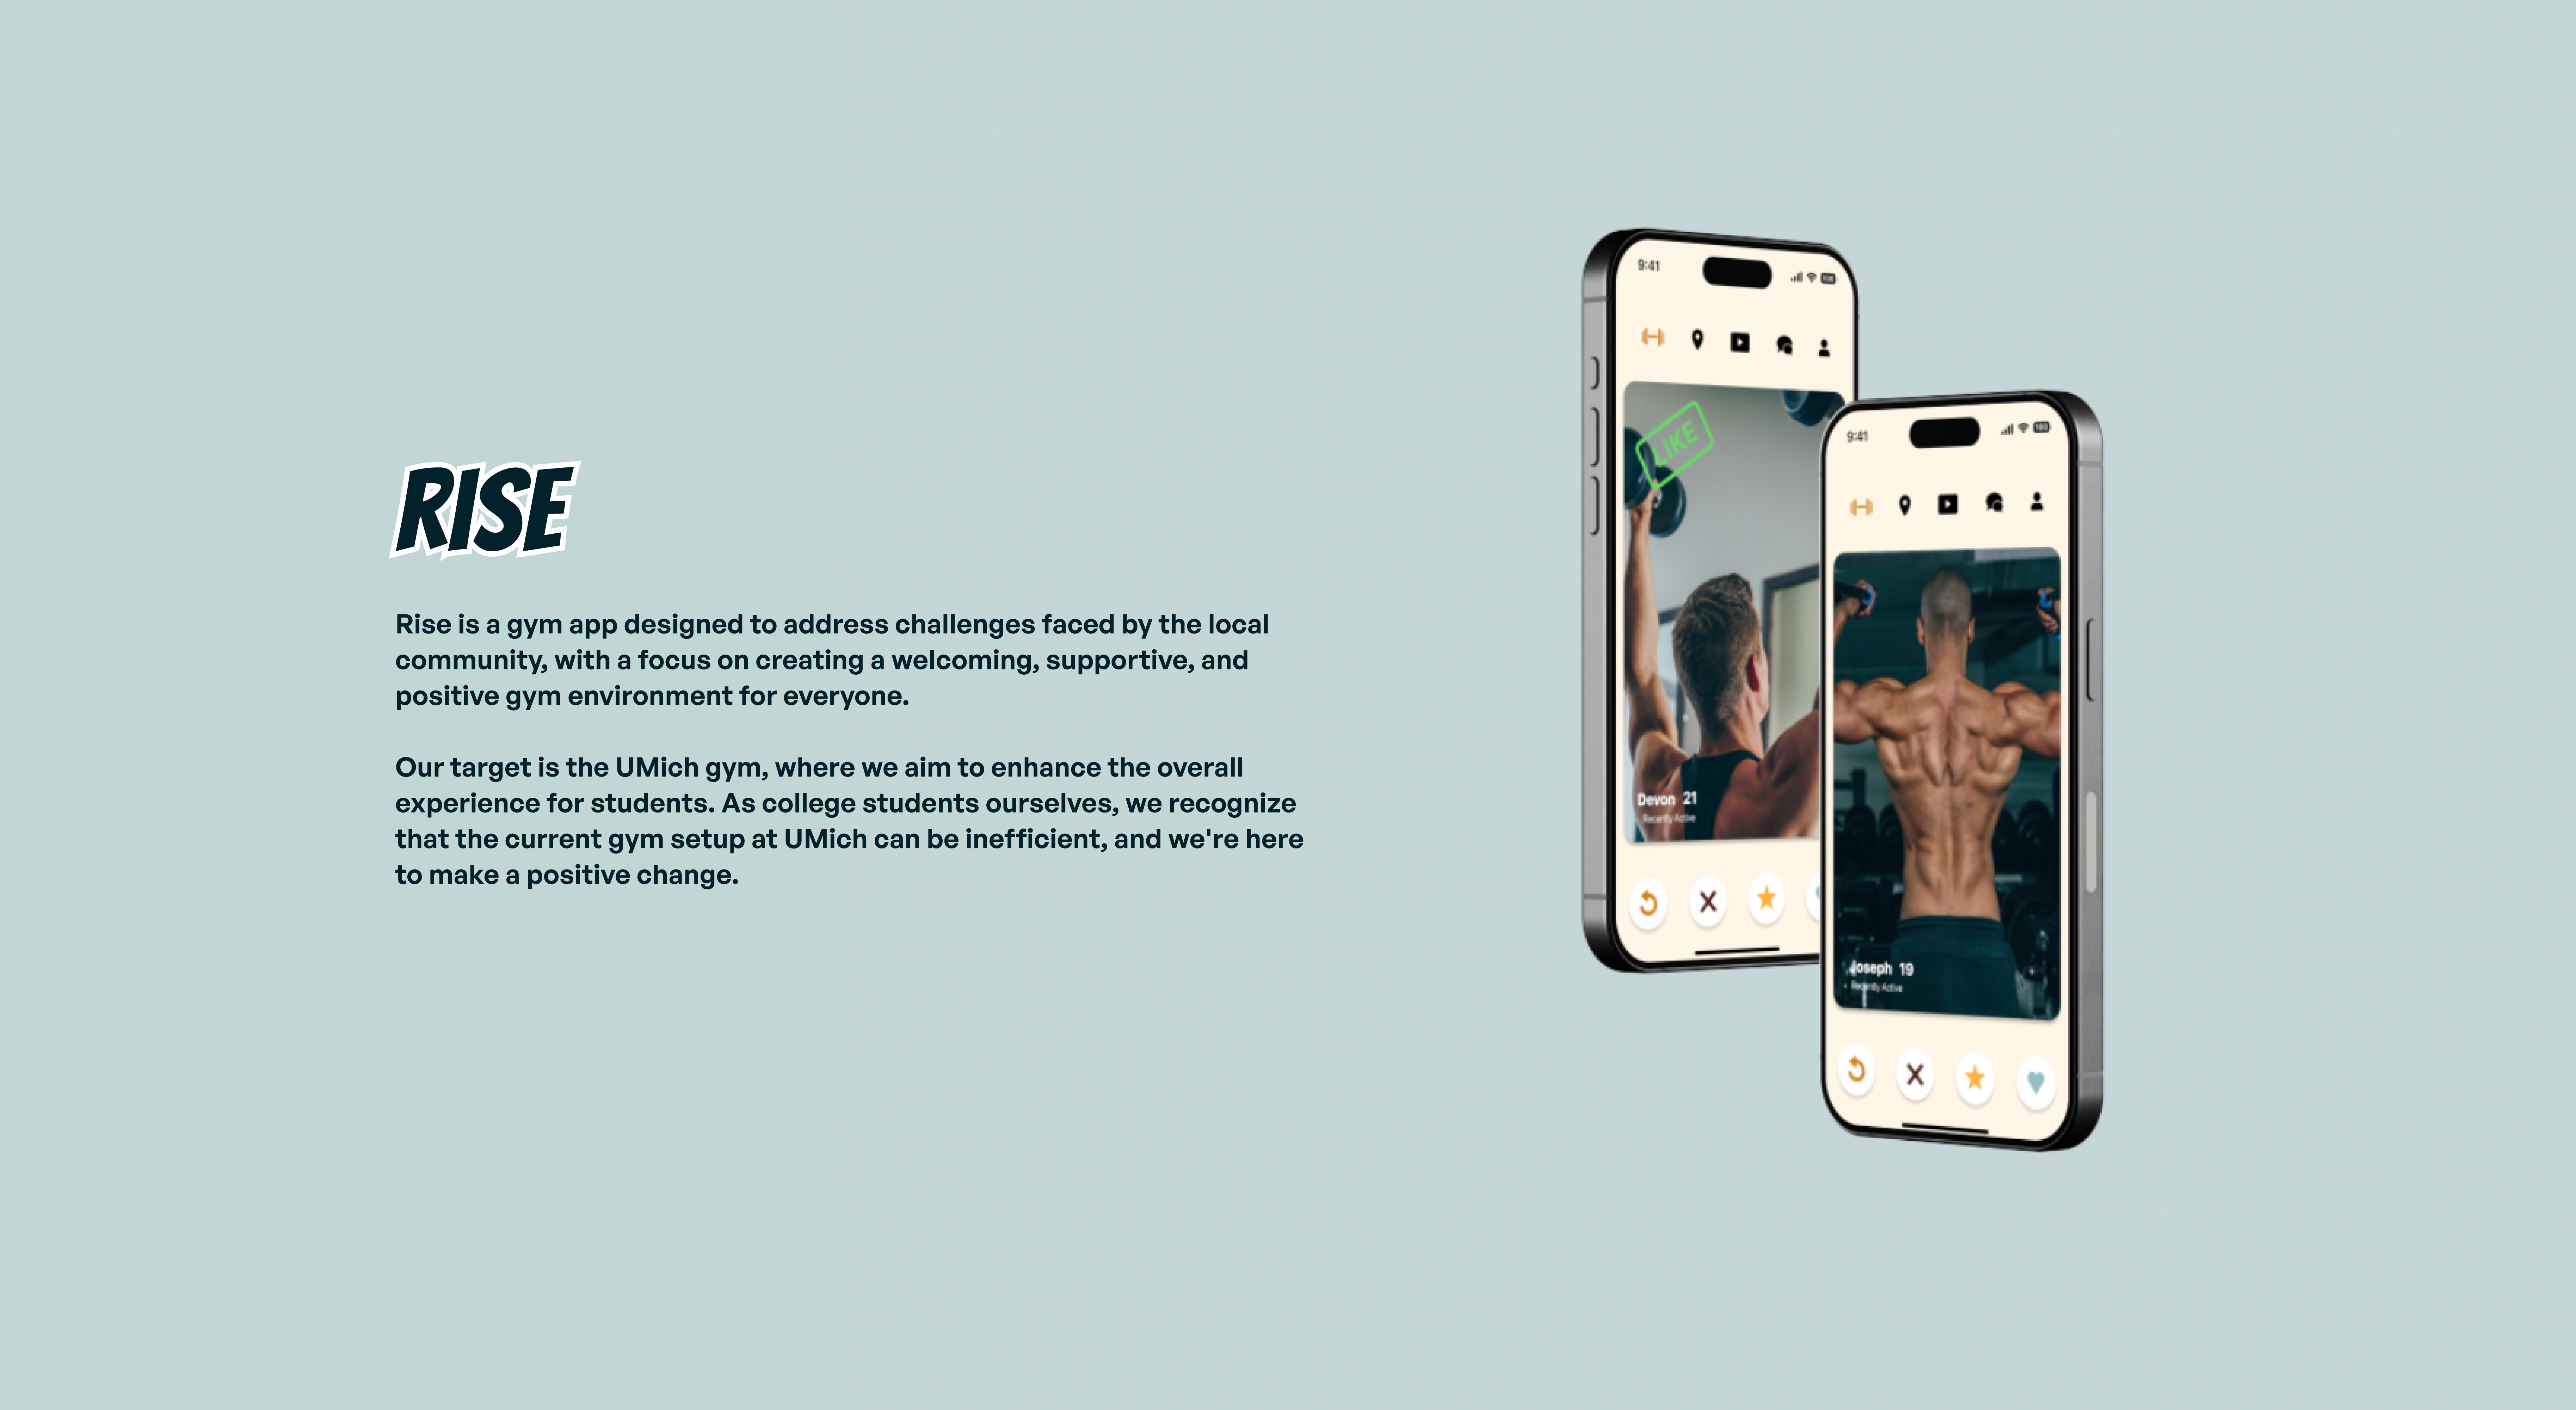 RISE
Rise is a gym app designed to address challenges faced by the local
community, with a focus on creating a welcoming, supportive, and
positive gym environment for everyone.
Our target is the UMich gym, where we aim to enhance the overall
experience for students. As college students ourselves, we recognize
that the current gym setup at UMich can be inefficient, and we're here
to make a positive change.
9:41
100
LIKE
Devon 21
Recently Active
9:41
100
Joseph 19
Recently Active